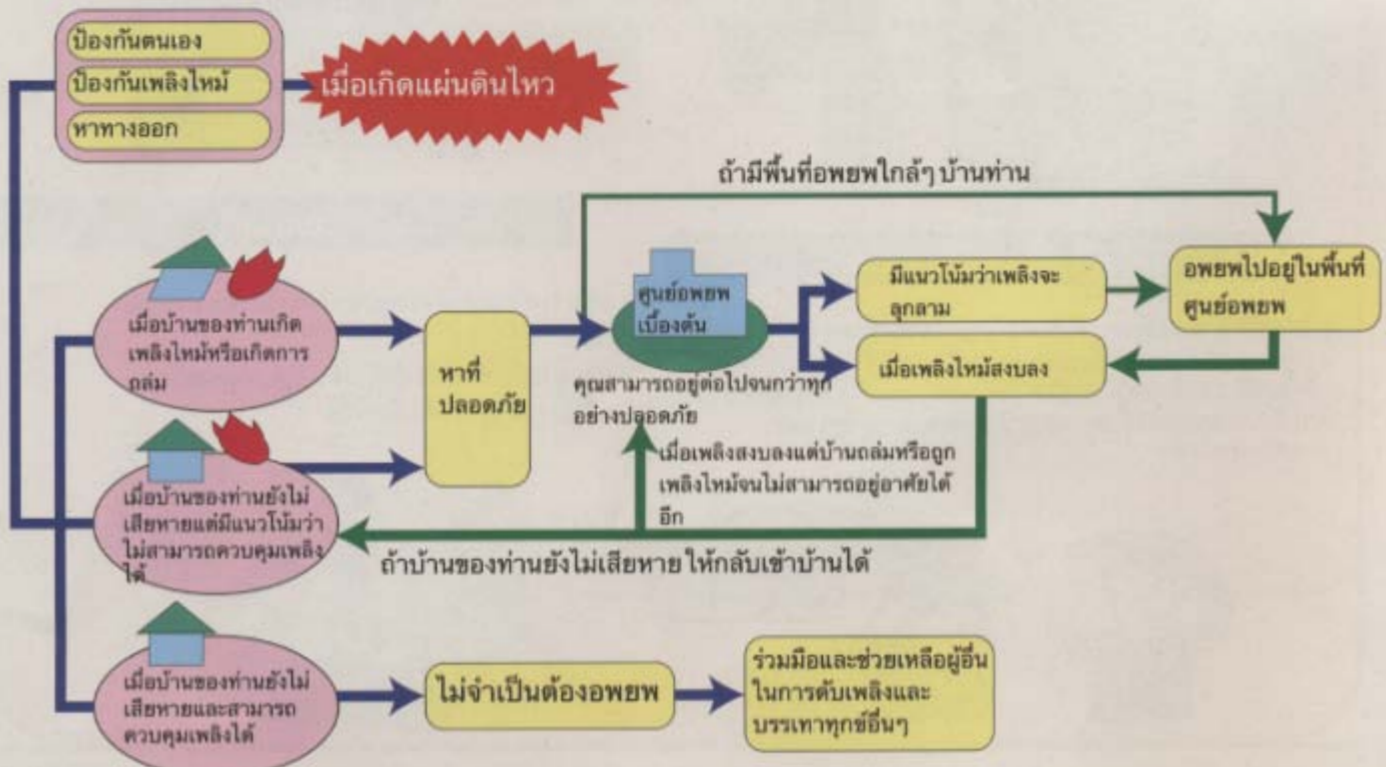 ป้องกันตนเอง
ป้องกันเพลิงไหม้
หาทางออก
เมื่อเกิดแผ่นดินไหว
ถ้ามีพื้นที่อพยพใกล้ๆ บ้านท่าน
เมื่อบ้านของท่านเกิด
เพลิงไหม้หรือเกิดการ
ถล่ม
หาที่
ปลอดภัย
ศูนย์อพยพ
เบื้องต้น
คุณสามารถอยู่ต่อไปจนกว่าทุก
อย่างปลอดภัย
มีแนวโน้มว่าเพลิงจะ
ลุกลาม
อพยพไปอยู่ในพื้นที่
ศูนย์อพยพ
เมื่อเพลิงไหม้สงบลง
เมื่อเพลิงสงบลงแต่บ้านถล่มหรือถูก
เพลิงไหม้จนไม่สามารถอยู่อาศัยได้
อีก
เมื่อบ้านของท่านยังไม่
เสียหายแต่มีแนวโน้มว่า
ไม่สามารถควบคุมเพลิง
ได้
ถ้าบ้านของท่านยังไม่เสียหาย ให้กลับเข้าบ้านได้
เมื่อบ้านของท่านยังไม่
เสียหายและสามารถ
ควบคุมเพลิงได้
ไม่จำเป็นต้องอพยพ
ร่วมมือและช่วยเหลือผู้อื่น
ในการดับเพลิงและ
บรรเทาทุกข์อื่นๆ